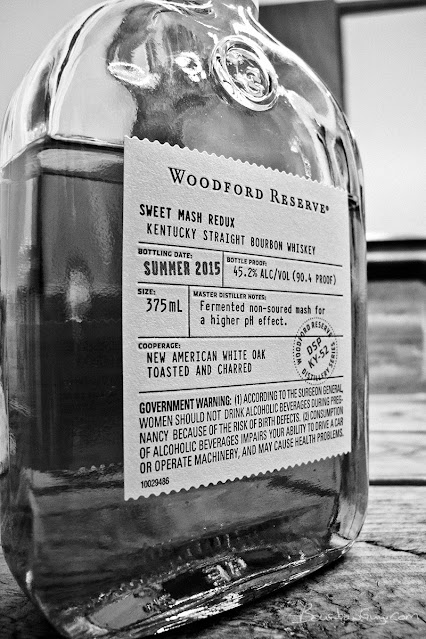 WOODFORD RESERVE®
SWEET MASH REDUX
KENTUCKY STRAIGHT BOURBON WHISKEY
BOTTLING DATE:
SUMMER 2015
BOTTLE PROOF:
45.2% ALC/VOL (90.4 PROOF)
SIZE:
375mL
MASTER DISTILLER NOTES:
Fermented non-soured mash for
a higher pH effect.
COOPERAGE:
NEW AMERICAN WHITE OAK
TOASTED AND CHARRED
WOODFORD RESERVE
DSP
KY-52
DISTILLERY SERIES
GOVERNMENT WARNING: (1) ACCORDING TO THE SURGEON GENERAL,
WOMEN SHOULD NOT DRINK ALCOHOLIC BEVERAGES DURING PREG-
NANCY BECAUSE OF THE RISK OF BIRTH DEFECTS. (2) CONSUMPTION
OF ALCOHOLIC BEVERAGES IMPAIRS YOUR ABILITY TO DRIVE A CAR
OR OPERATE MACHINERY, AND MAY CAUSE HEALTH PROBLEMS.
10029486